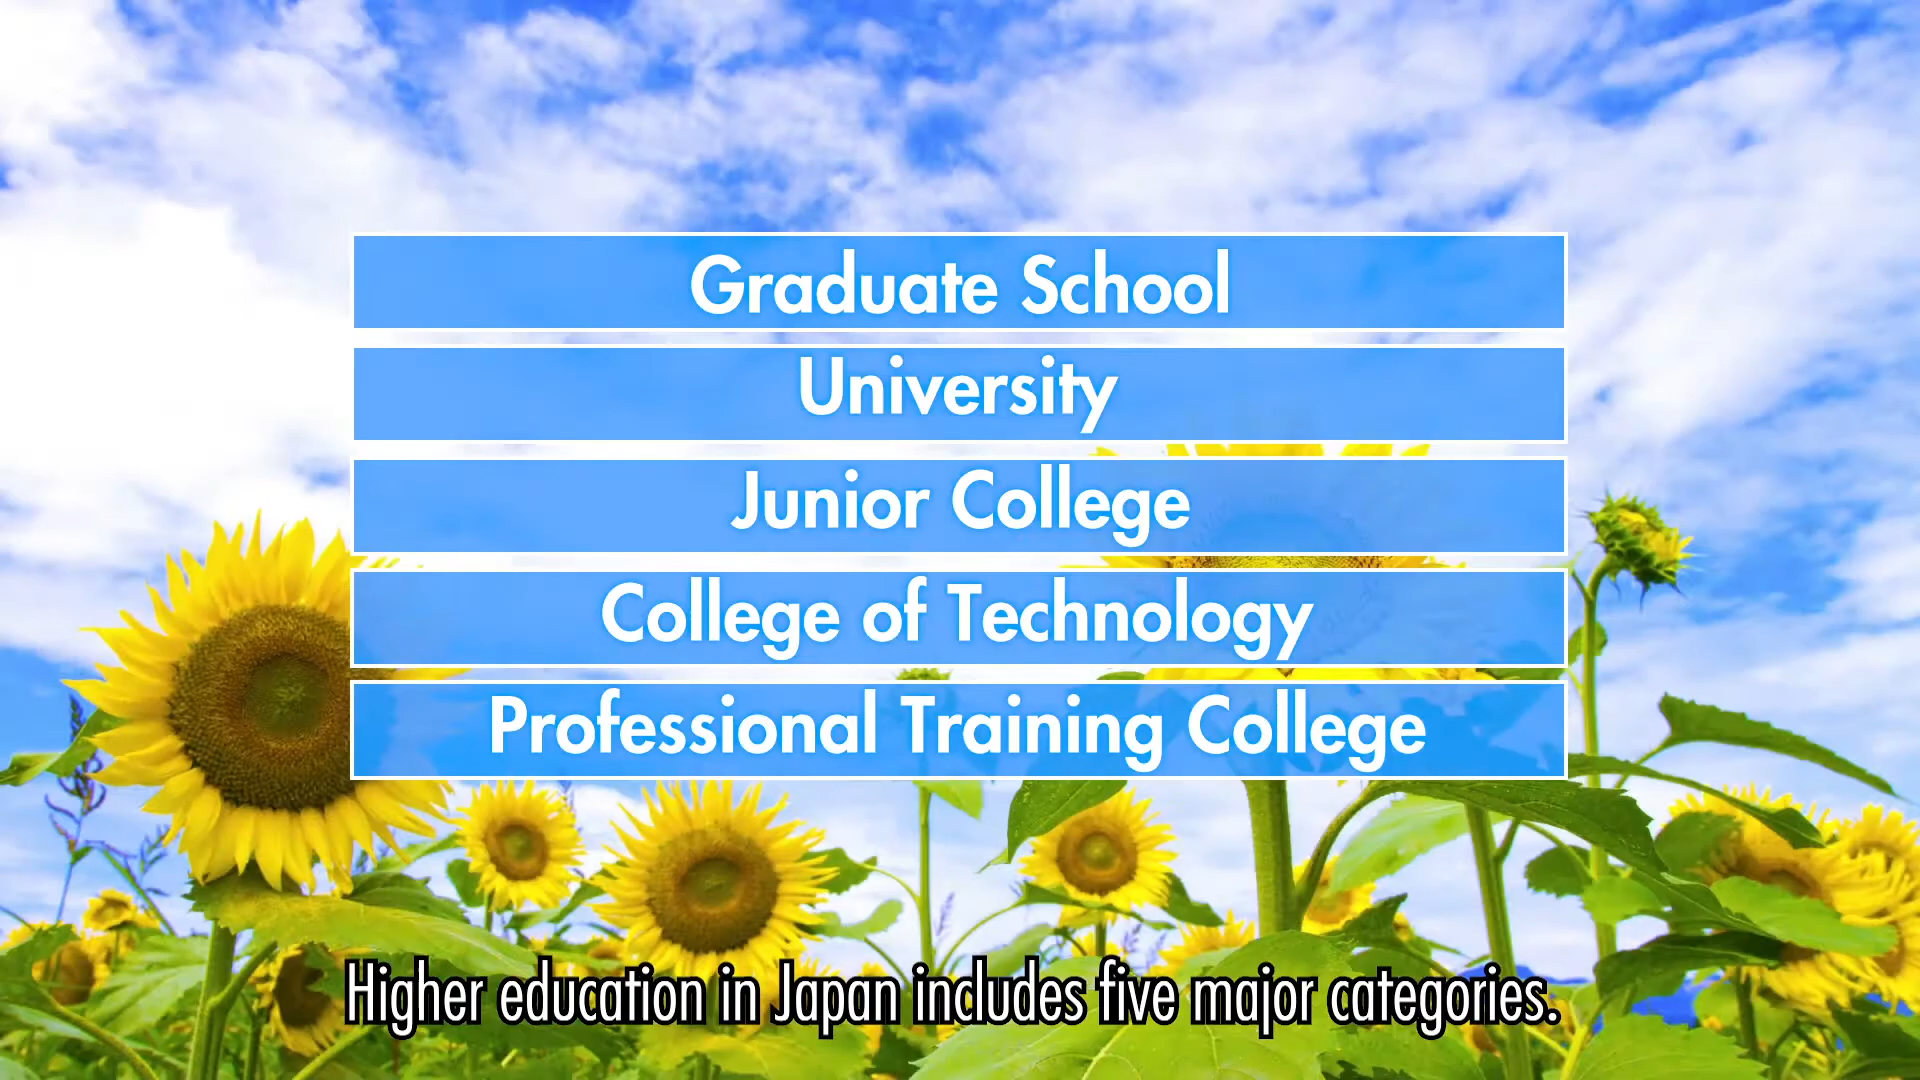 Graduate School
University
Junior College
College of Technology
Professional Training College
Higher education in Japan includes five major categories.